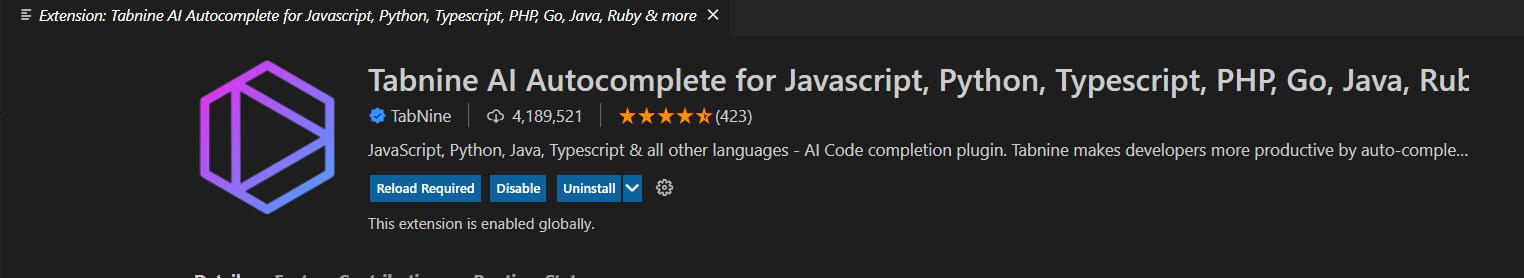 Extension: Tabnine AI Autocomplete for Javascript, Python, Typescript, PHP, Go, Java, Ruby & more
Tabnine AI Autocomplete for Javascript, Python, Typescript, PHP, Go, Java, Rub
TabNine 4,189,521 (423)
JavaScript, Python, Java, Typescript & all other languages - AI Code completion plugin. Tabnine makes developers more productive by auto-comple...
Reload Required Disable Uninstall
This extension is enabled globally.